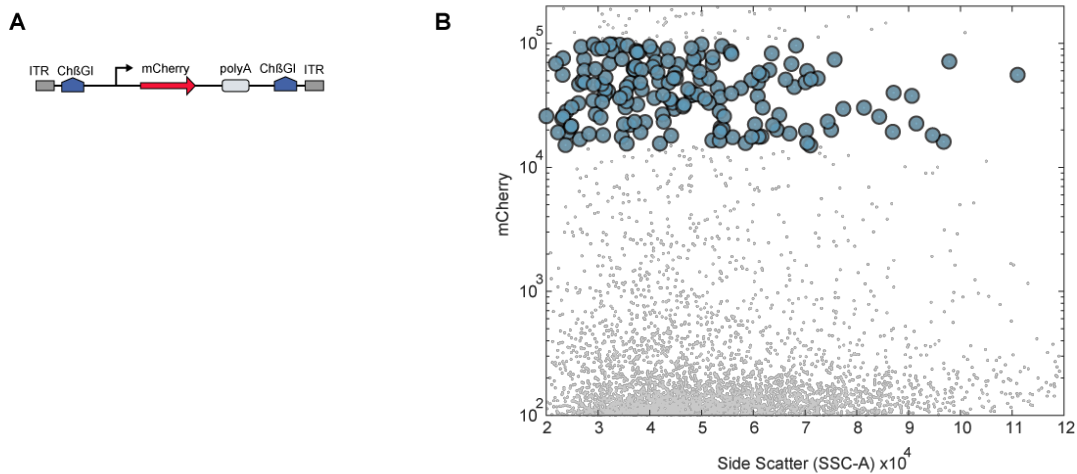 A
ITR ChßGI mCherry polyA ChßGI ITR
B
mCherry
10^5
10^4
10^3
10^2
2 3 4 5 6 7 8 9 10 11 12
Side Scatter (SSC-A) x10^4